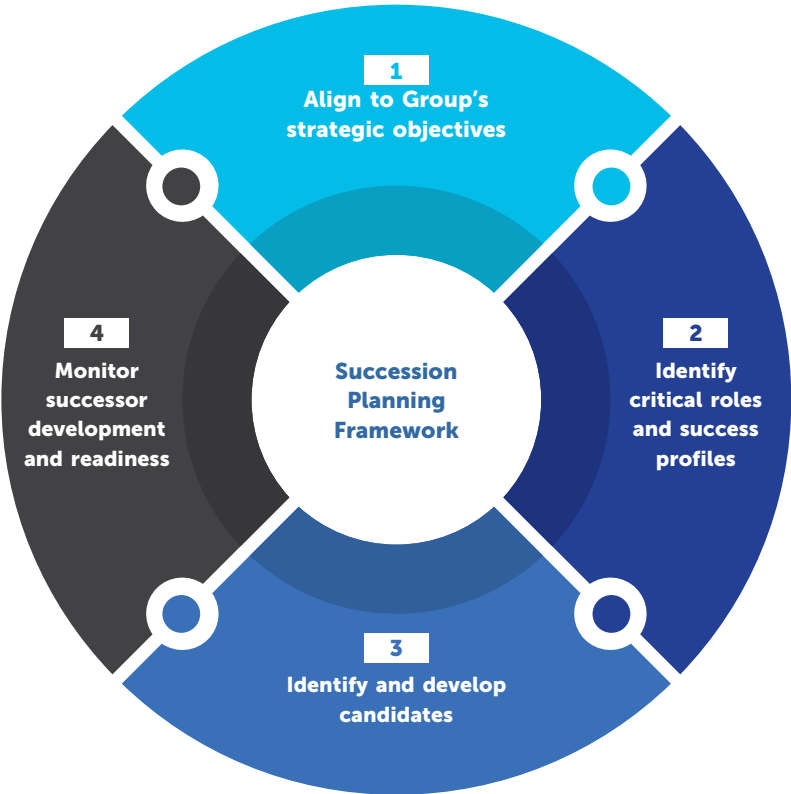 1
Align to Group's
strategic objectives
2
Identify
critical roles
and success
profiles
3
Identify and develop
candidates
4
Monitor
successor
development
and readiness
Succession
Planning
Framework